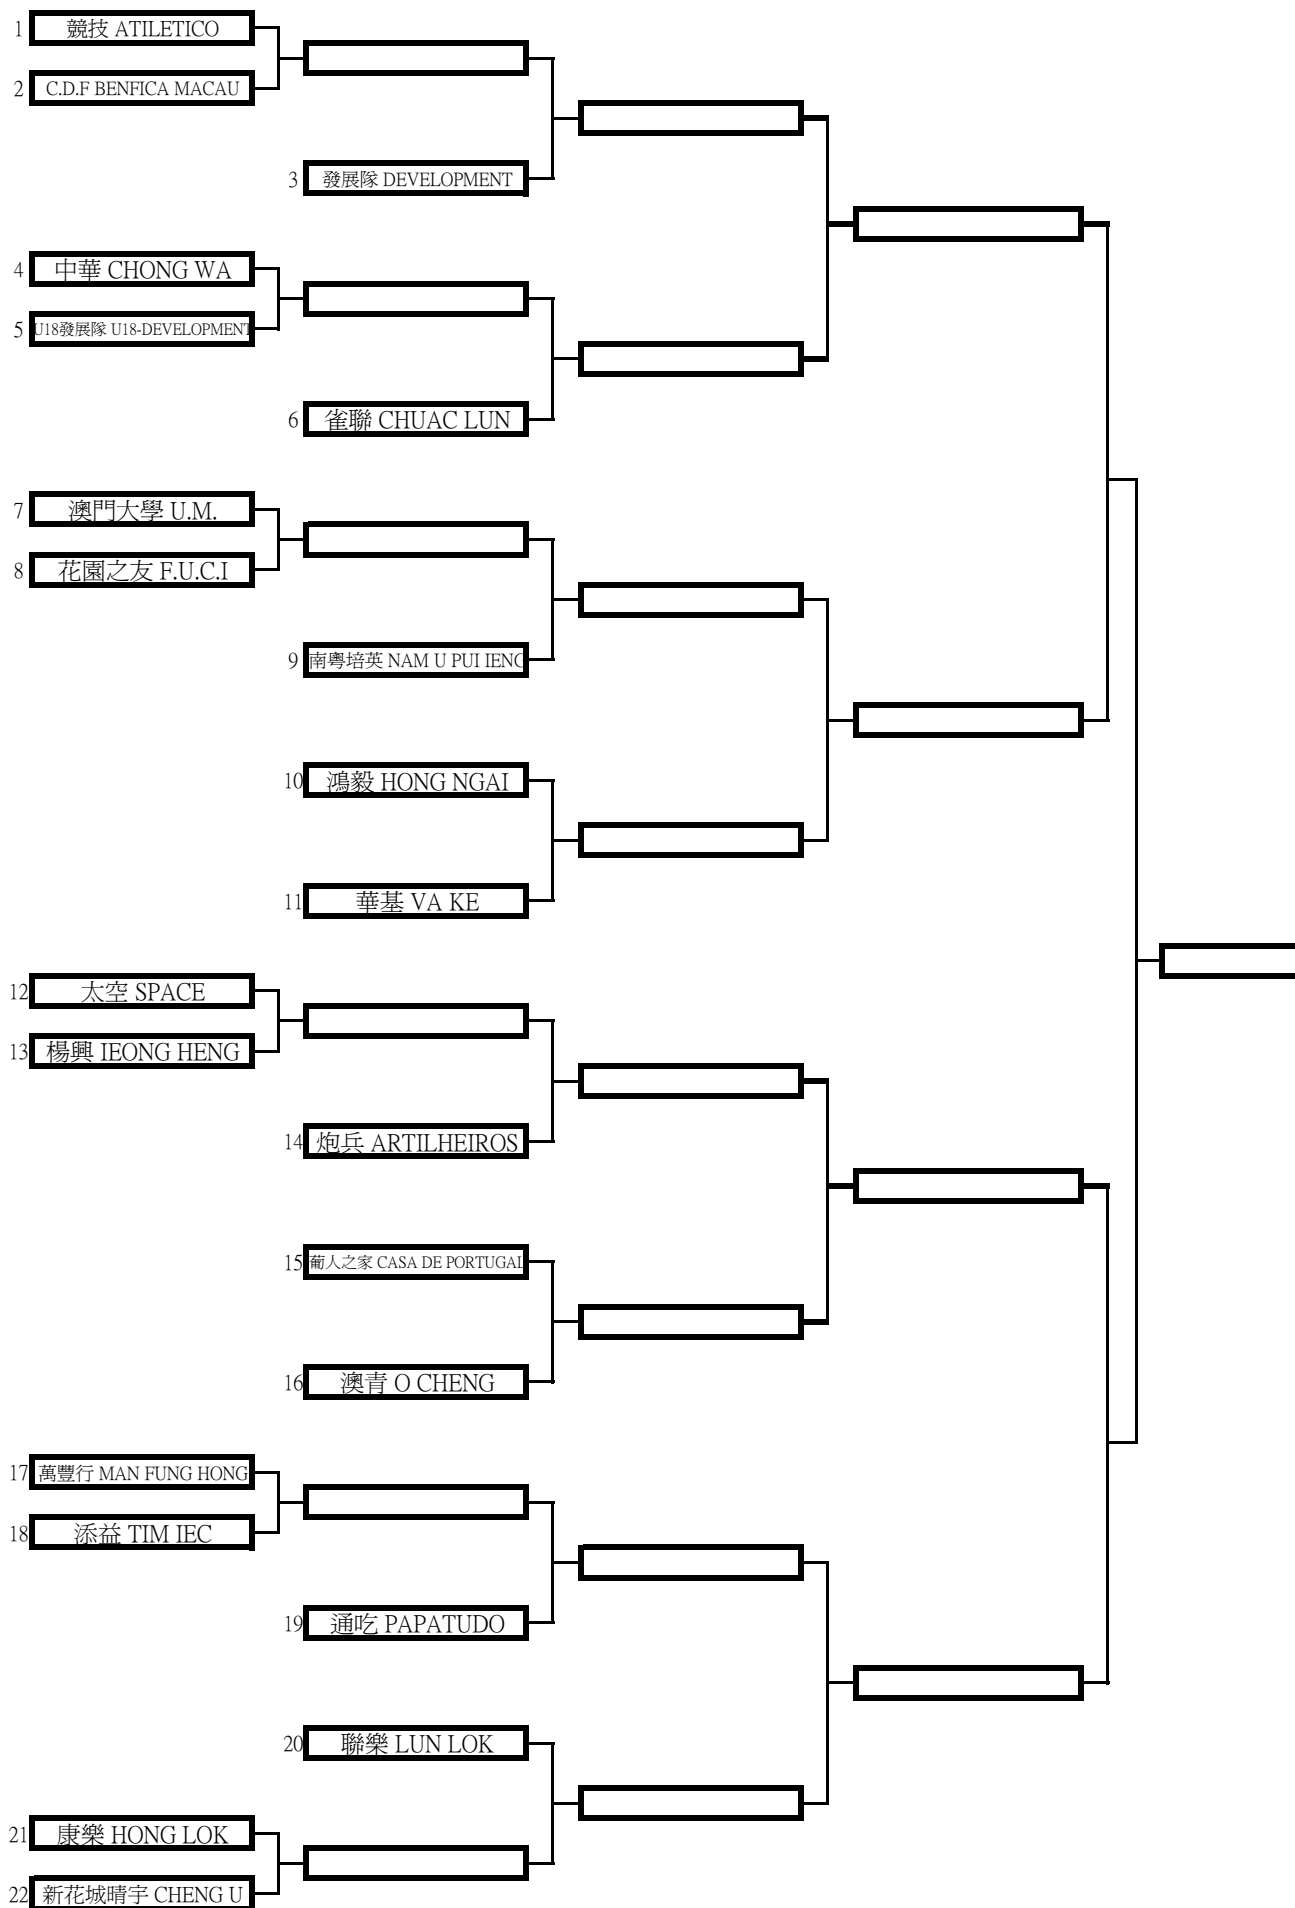 1 競技 ATILETICO
2 C.D.F BENFICA MACAU
3 發展隊 DEVELOPMENT
4 中華 CHONG WA
5 U18發展隊 U18-DEVELOPMENT
6 雀聯 CHUAC LUN
7 澳門大學 U.M.
8 花園之友 F.U.C.I
9 南粵培英 NAM U PUI IENG
10 鴻毅 HONG NGAI
11 華基 VA KE
12 太空 SPACE
13 楊興 IEONG HENG
14 炮兵 ARTILHEIROS
15 葡人之家 CASA DE PORTUGAL
16 澳青 O CHENG
17 萬豐行 MAN FUNG HONG
18 添益 TIM IEC
19 通吃 PAPATUDO
20 聯樂 LUN LOK
21 康樂 HONG LOK
22 新花城晴宇 CHENG U